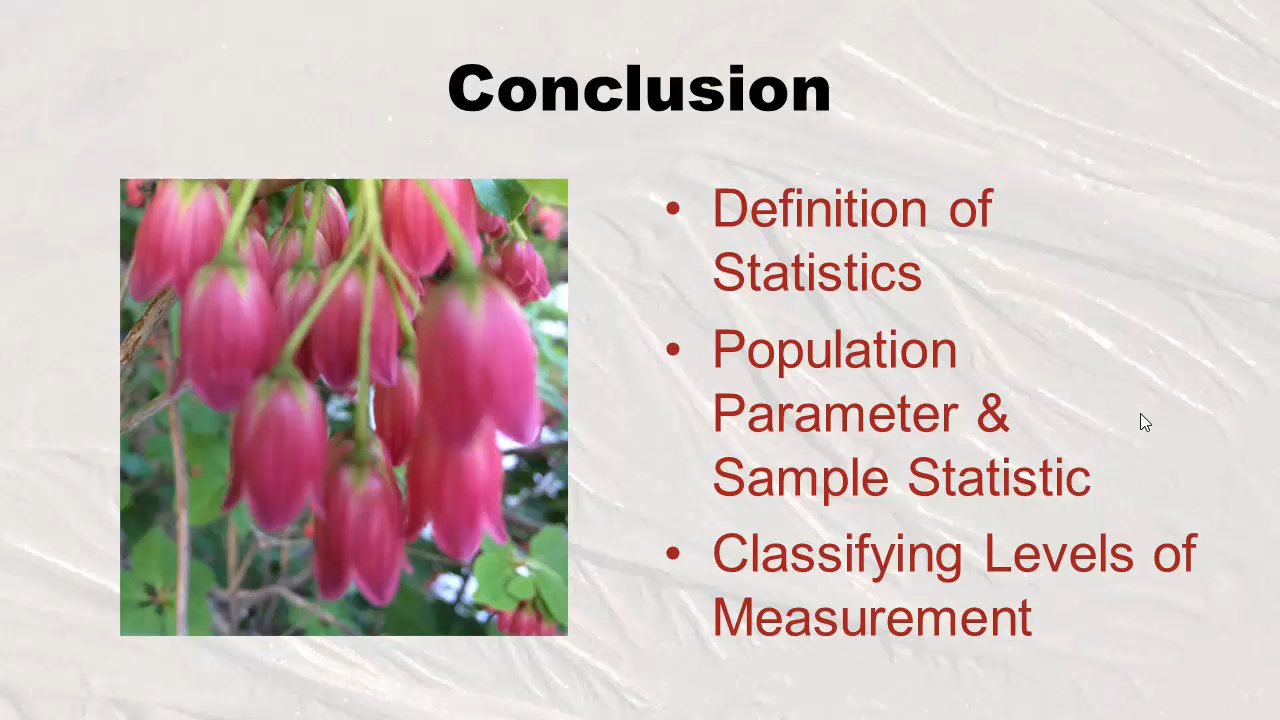 Conclusion
• Definition of
Statistics
• Population
Parameter &
Sample Statistic
• Classifying Levels of
Measurement